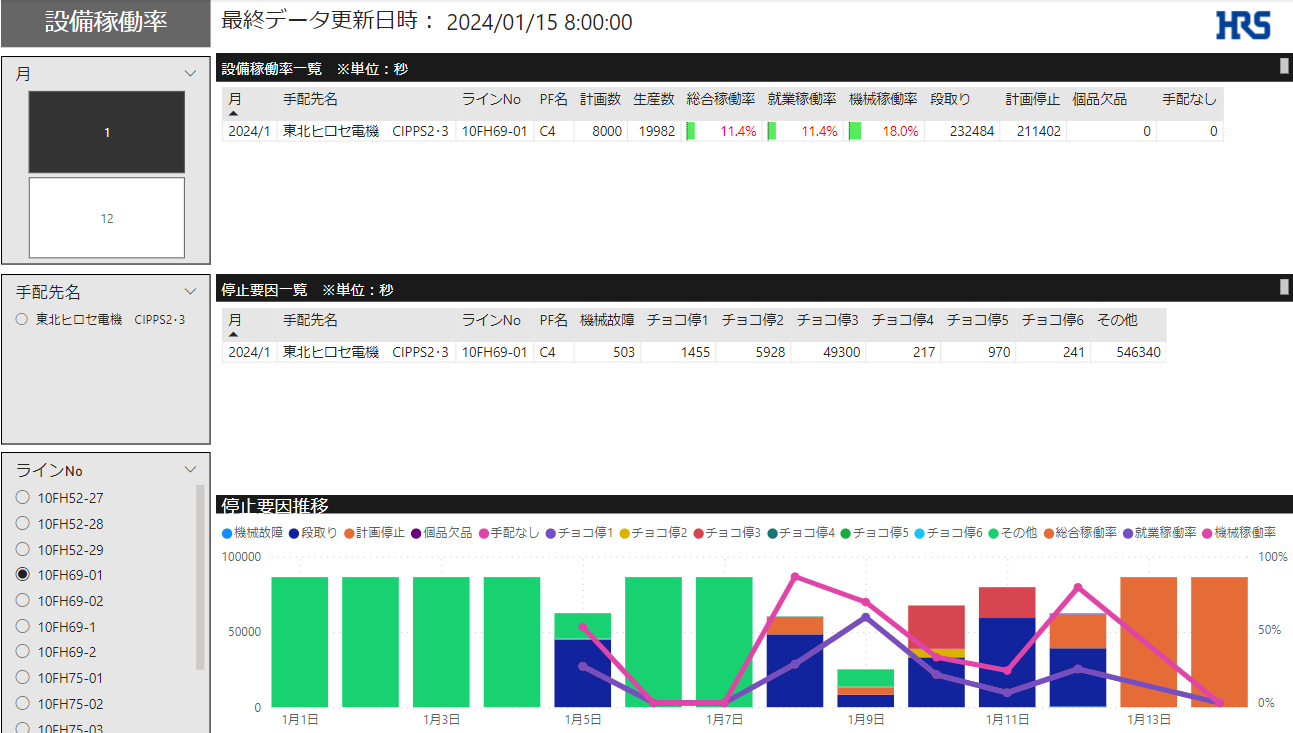 設備稼働率
最終データ更新日時： 2024/01/15 8:00:00
HRS
月
1
12
手配先名
東北ヒロセ電機 CIPPS2･3
ラインNo
10FH52-27
10FH52-28
10FH52-29
10FH69-01
10FH69-02
10FH69-1
10FH69-2
10FH75-01
10FH75-02
10FH75-03
設備稼働率一覧 ※単位：秒
月 手配先名 ラインNo PF名 計画数 生産数 総合稼働率 就業稼働率 機械稼働率 段取り 計画停止 個品欠品 手配なし
2024/1 東北ヒロセ電機 CIPPS2･3 10FH69-01 C4 8000 19982 11.4% 11.4% 18.0% 232484 211402 0 0
停止要因一覧 ※単位：秒
月 手配先名 ラインNo PF名 機械故障 チョコ停1 チョコ停2 チョコ停3 チョコ停4 チョコ停5 チョコ停6 その他
2024/1 東北ヒロセ電機 CIPPS2･3 10FH69-01 C4 503 1455 5928 49300 217 970 241 546340
停止要因推移
機械故障 段取り 計画停止 個品欠品 手配なし チョコ停1 チョコ停2 チョコ停3 チョコ停4 チョコ停5 チョコ停6 その他 総合稼働率 就業稼働率 機械稼働率
100000 100%
50000 50%
0 0%
1月1日 1月3日 1月5日 1月7日 1月9日 1月11日 1月13日